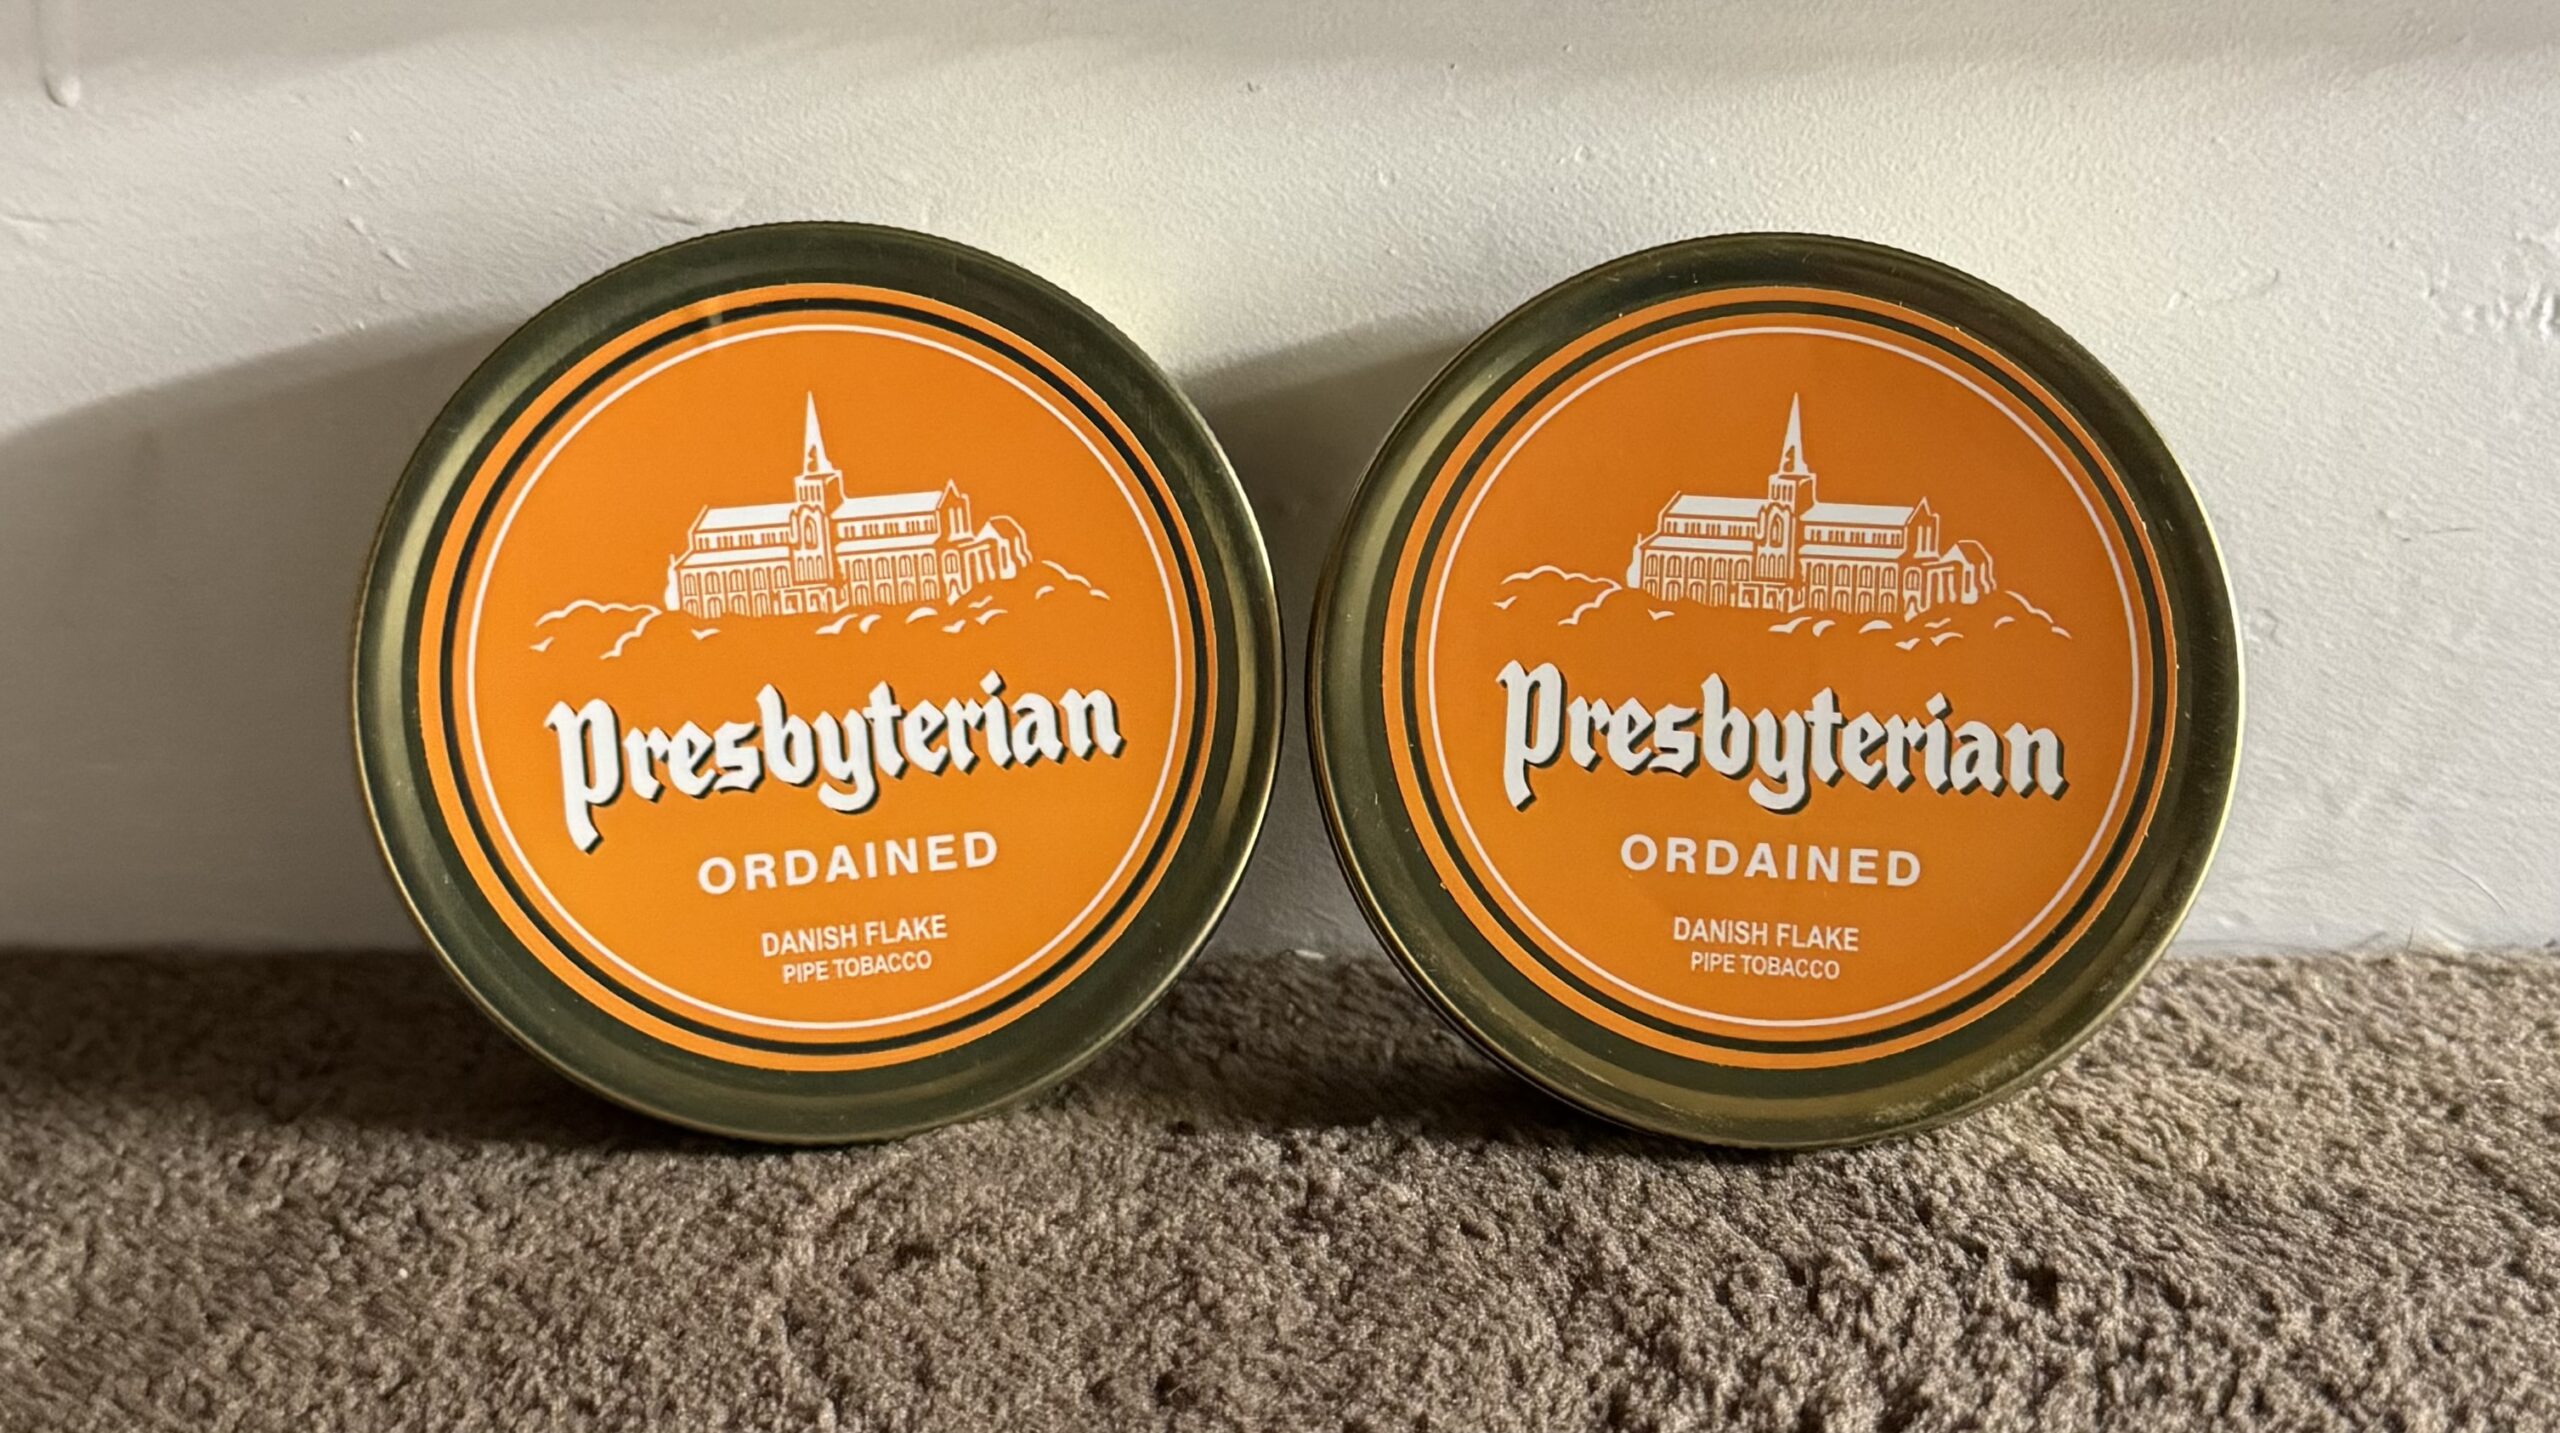 Presbyterian
ORDAINED
DANISH FLAKE
PIPE TOBACCO
Presbyterian
ORDAINED
DANISH FLAKE
PIPE TOBACCO